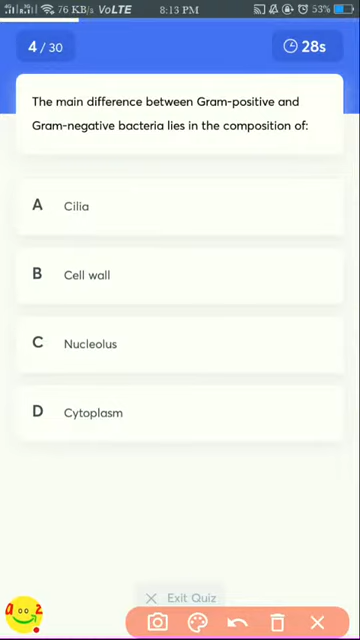 76 KB/s VoLTE 8:13 PM 53%
4 / 30
28s
The main difference between Gram-positive and
Gram-negative bacteria lies in the composition of:
A Cilia
B Cell wall
C Nucleolus
D Cytoplasm
Exit Quiz
a z